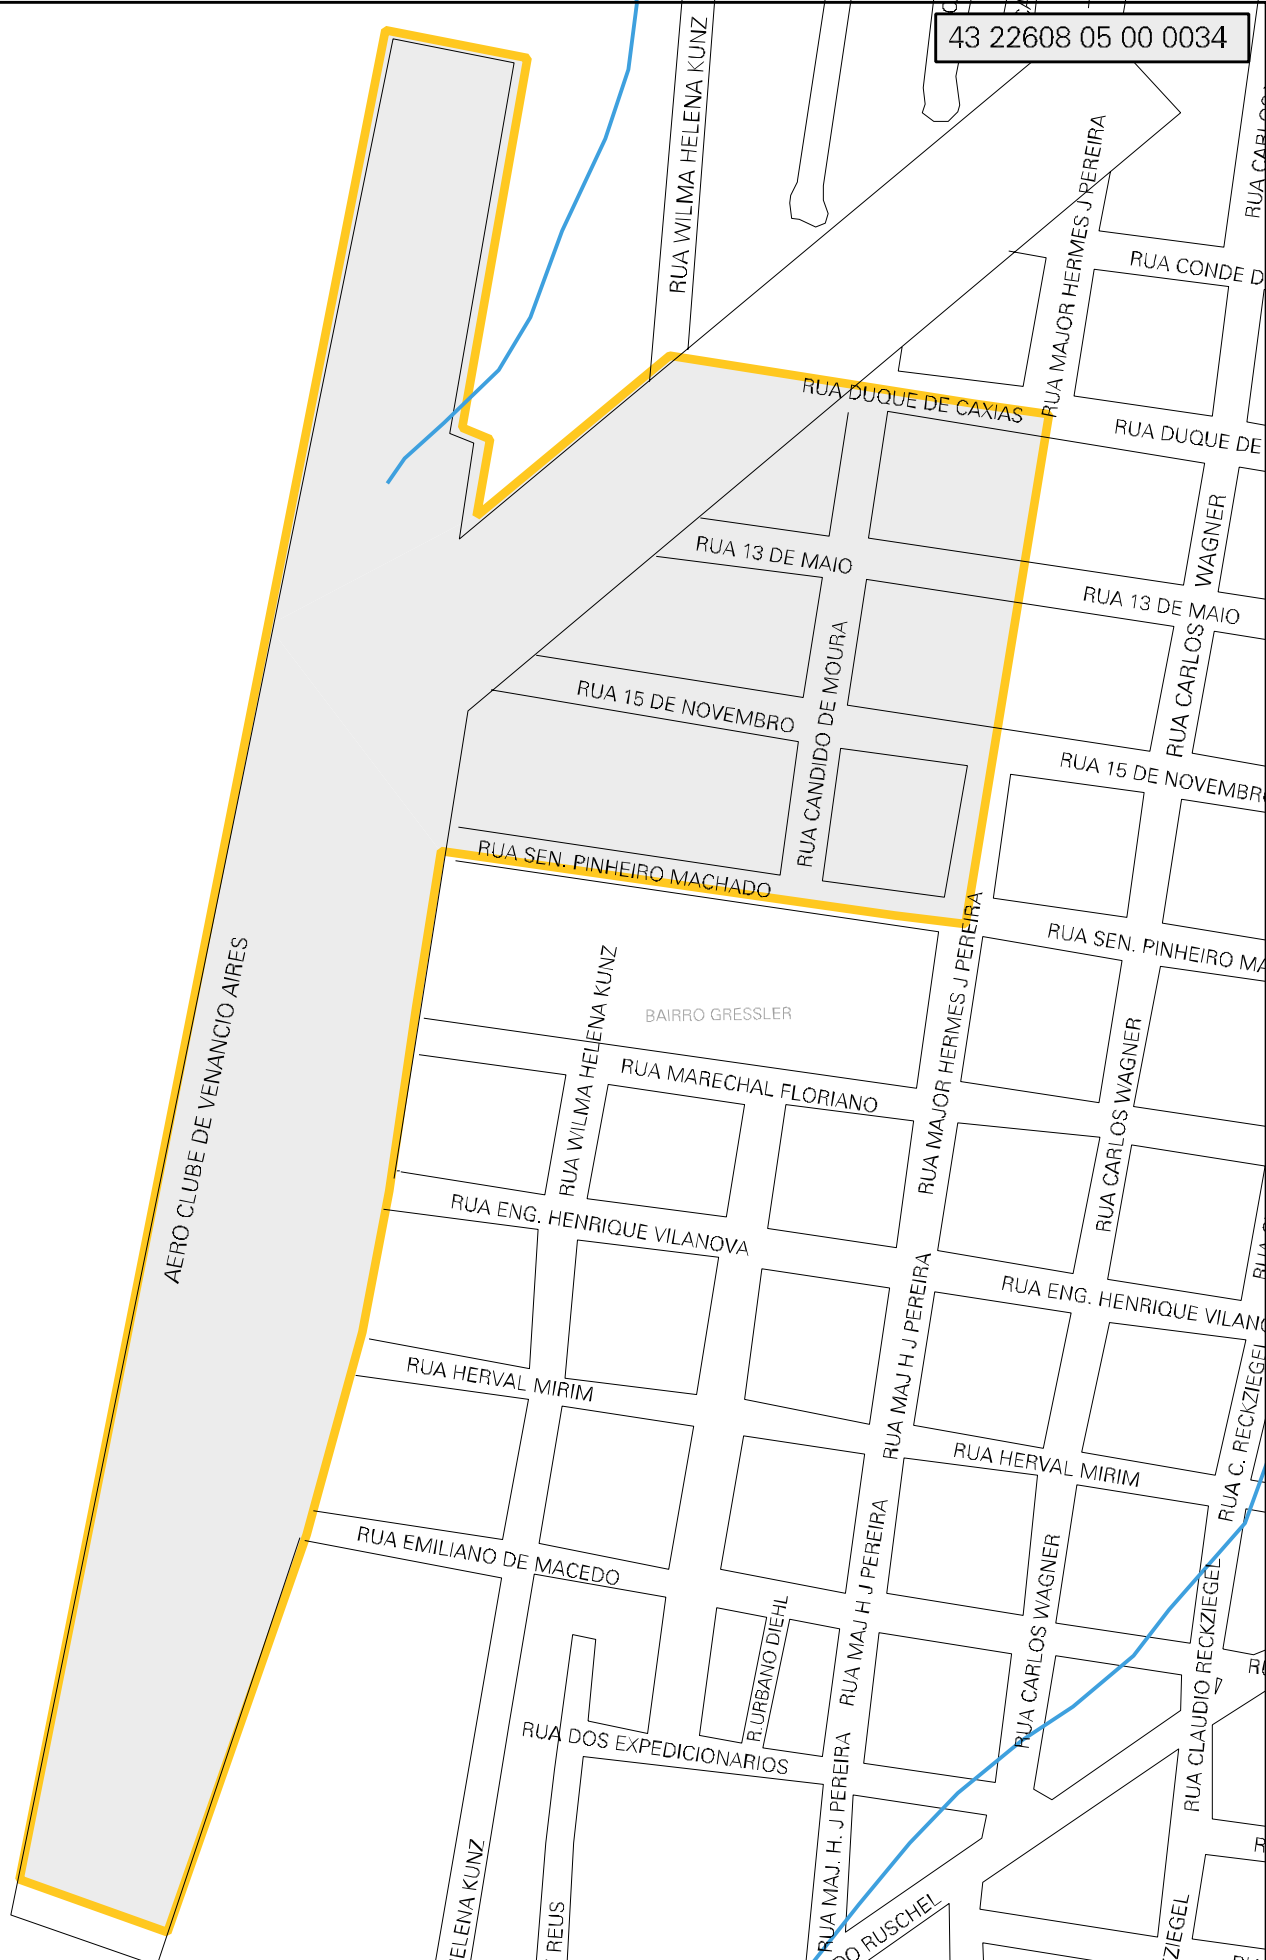 43 22608 05 00 0034
RUA WILMA HELENA KUNZ
RUA MAJOR HERMES J PEREIRA
RUA CONDE D
RUA DUQUE DE CAXIAS
RUA DUQUE DE
RUA 13 DE MAIO
WAGNER
RUA 13 DE MAIO
RUA CARLOS
RUA CANDIDO DE MOURA
RUA 15 DE NOVEMBRO
RUA 15 DE NOVEMBR
RUA SEN. PINHEIRO MACHADO
RUA SEN. PINHEIRO MA
RUA MAJOR HERMES J PEREIRA
AERO CLUBE DE VENANCIO AIRES
RUA WILMA HELENA KUNZ
BAIRRO GRESSLER
RUA MARECHAL FLORIANO
RUA CARLOS WAGNER
RUA ENG. HENRIQUE VILANOVA
RUA ENG. HENRIQUE VILANO
RUA MAJ H J PEREIRA
RUA HERVAL MIRIM
RUA HERVAL MIRIM
RUA C. RECKZIEGEL
RUA EMILIANO DE MACEDO
RUA MAJ H J PEREIRA
RUA CARLOS WAGNER
R.URBANO DIEHL
RUA CLAUDIO RECKZIEGEL
RUA DOS EXPEDICIONARIOS
RUA MAJ. H. J PEREIRA
ELENA KUNZ
REUS
DO RUSCHEL
ZIEGEL